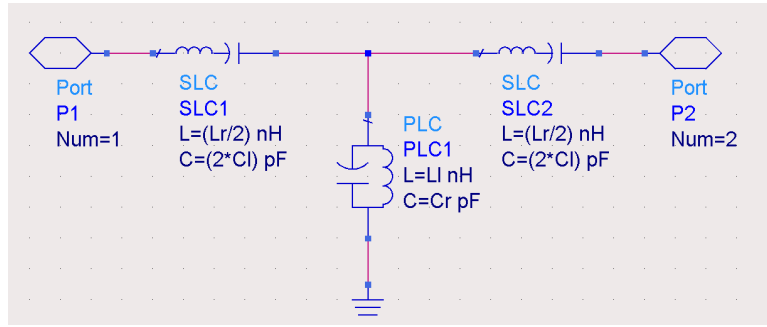 Port
P1
Num=1
SLC
SLC1
L=(Lr/2) nH
C=(2*Cl) pF
PLC
PLC1
L=Ll nH
C=Cr pF
SLC
SLC2
L=(Lr/2) nH
C=(2*Cl) pF
Port
P2
Num=2